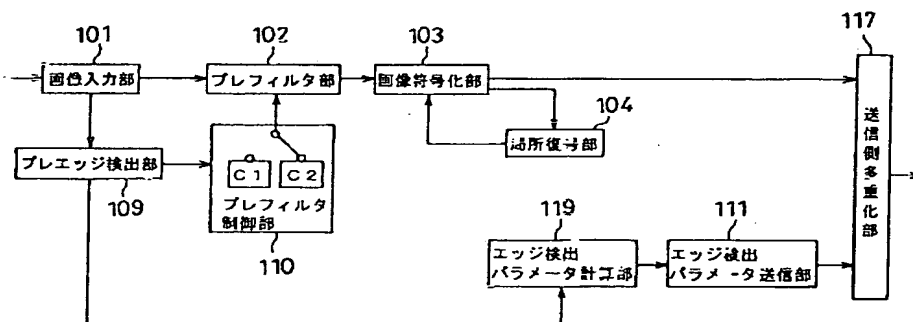 101
102
103
117
画像入力部
プレフィルタ部
画像符号化部
104
局所復号部
プレエッジ検出部
109
C1
C2
プレフィルタ
制御部
110
119
111
エッジ検出
パラメータ計算部
エッジ検出
パラメータ送信部
送信側多重化部